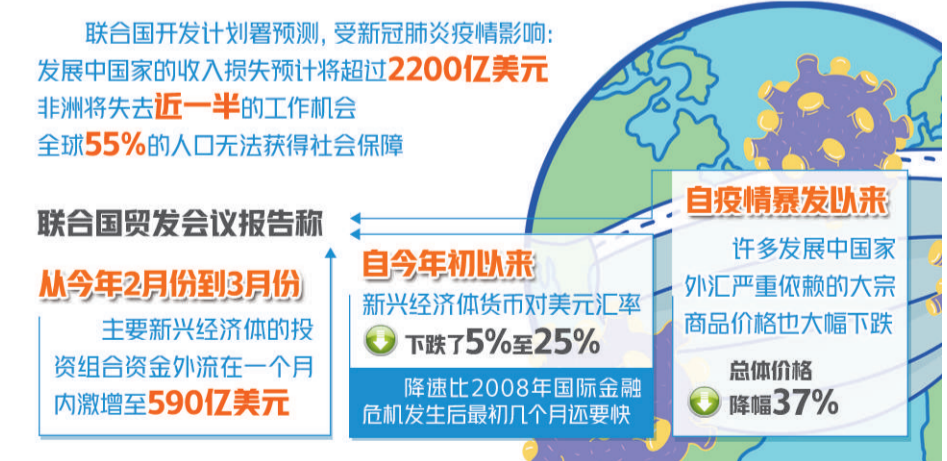 联合国开发计划署预测,受新冠肺炎疫情影响:
发展中国家的收入损失预计将超过2200亿美元
非洲将失去近一半的工作机会
全球55%的人口无法获得社会保障
联合国贸发会议报告称
从今年2月份到3月份
主要新兴经济体的投
资组合资金外流在一个月
内激增至590亿美元
自今年初以来
新兴经济体货币对美元汇率
下跌了5%至25%
降速比2008年国际金融
危机发生后最初几个月还要快
自疫情暴发以来
许多发展中国家
外汇严重依赖的大宗
商品价格也大幅下跌
总体价格
降幅37%